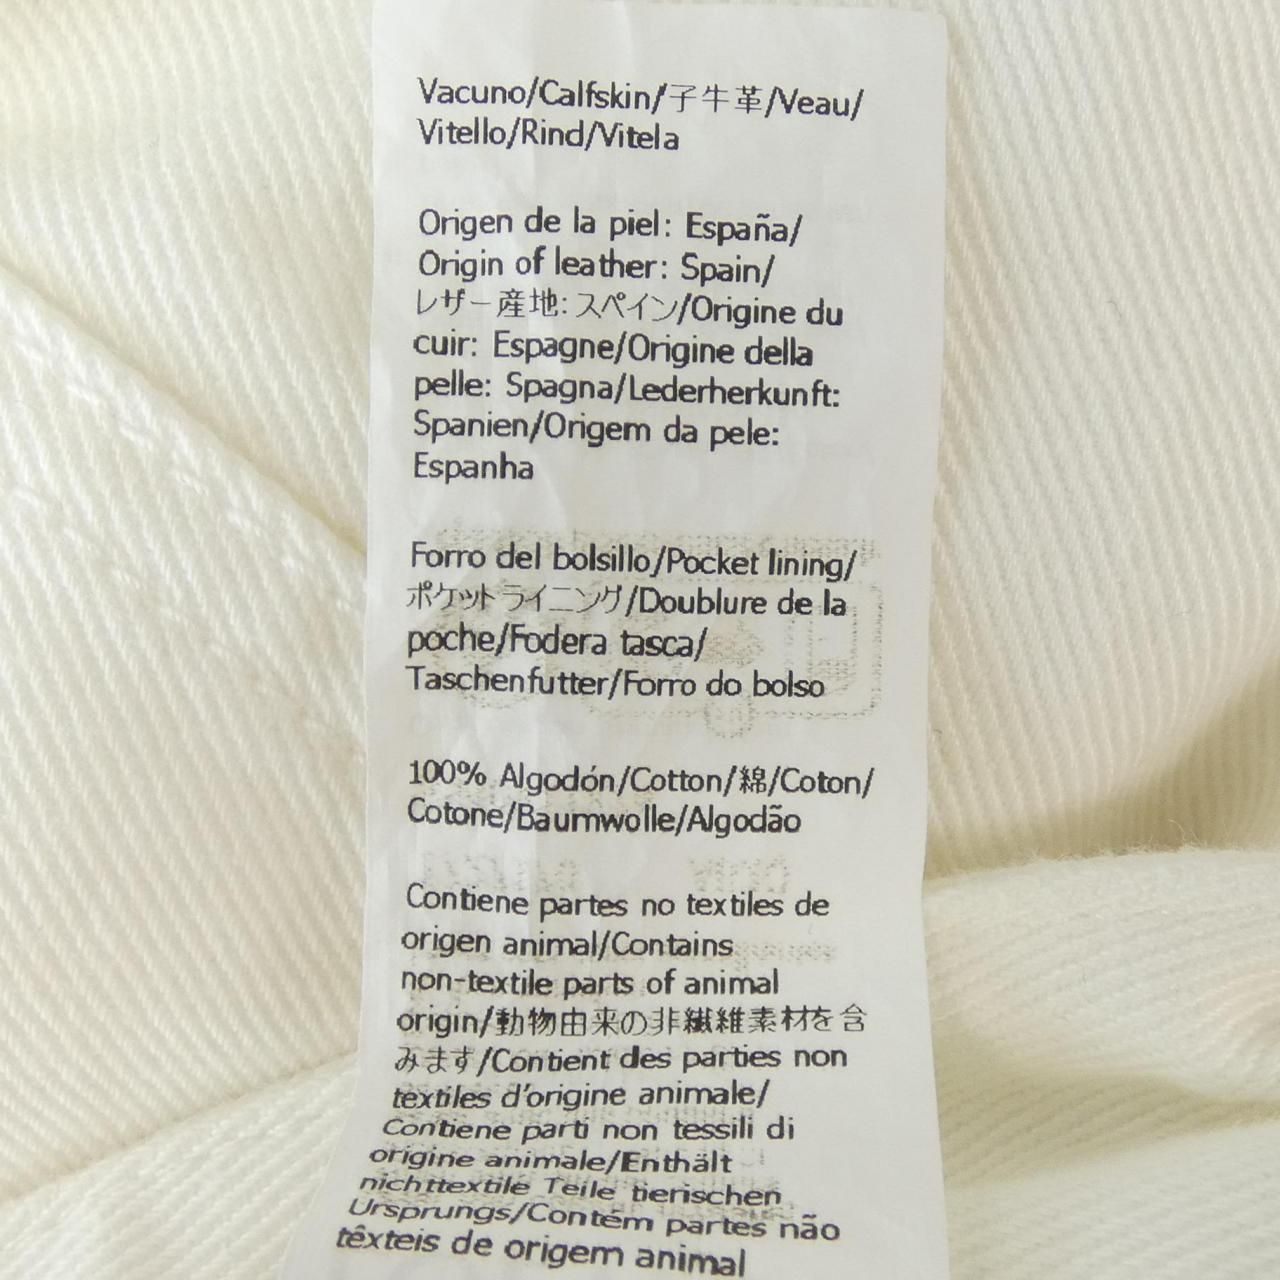 Vacuno/Calfskin/子牛革/Veau/
Vitello/Rind/Vitela
Origen de la piel: España/
Origin of leather: Spain/
レザー産地: スペイン/Origine du
cuir: Espagne/Origine della
pelle: Spagna/Lederherkunft:
Spanien/Origem da pele:
Espanha
Forro del bolsillo/Pocket lining/
ポケットライニング/Doublure de la
poche/Fodera tasca/
Taschenfutter/Forro do bolso
100% Algodón/Cotton/綿/Coton/
Cotone/Baumwolle/Algodão
Contiene partes no textiles de
origen animal/Contains
non-textile parts of animal
origin/動物由来の非繊維素材を含
みます/Contient des parties non
textiles d’origine animale/
Contiene parti non tessili di
origine animale/Enthält
nichttextile Teile tierischen
Ursprungs/Contém partes não
têxteis de origem animal